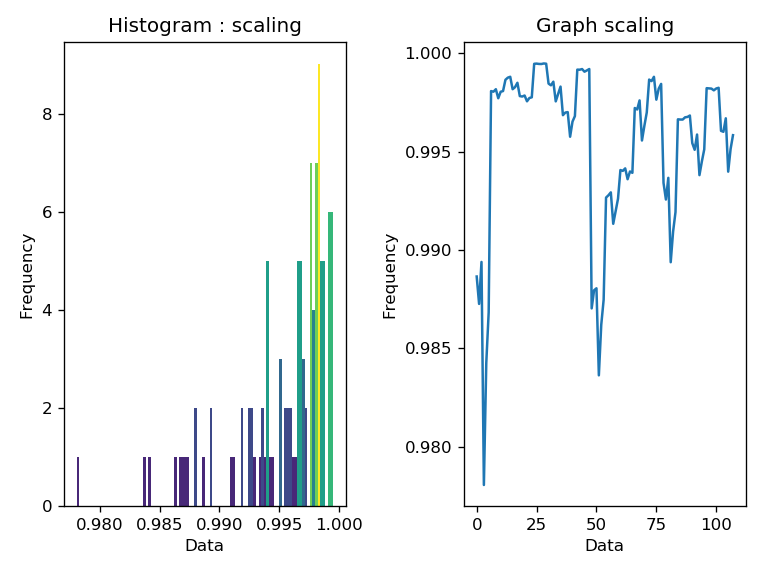 Histogram : scaling
Frequency
8
6
4
2
0
0.980 0.985 0.990 0.995 1.000
Data
Graph scaling
Frequency
1.000
0.995
0.990
0.985
0.980
0 25 50 75 100
Data